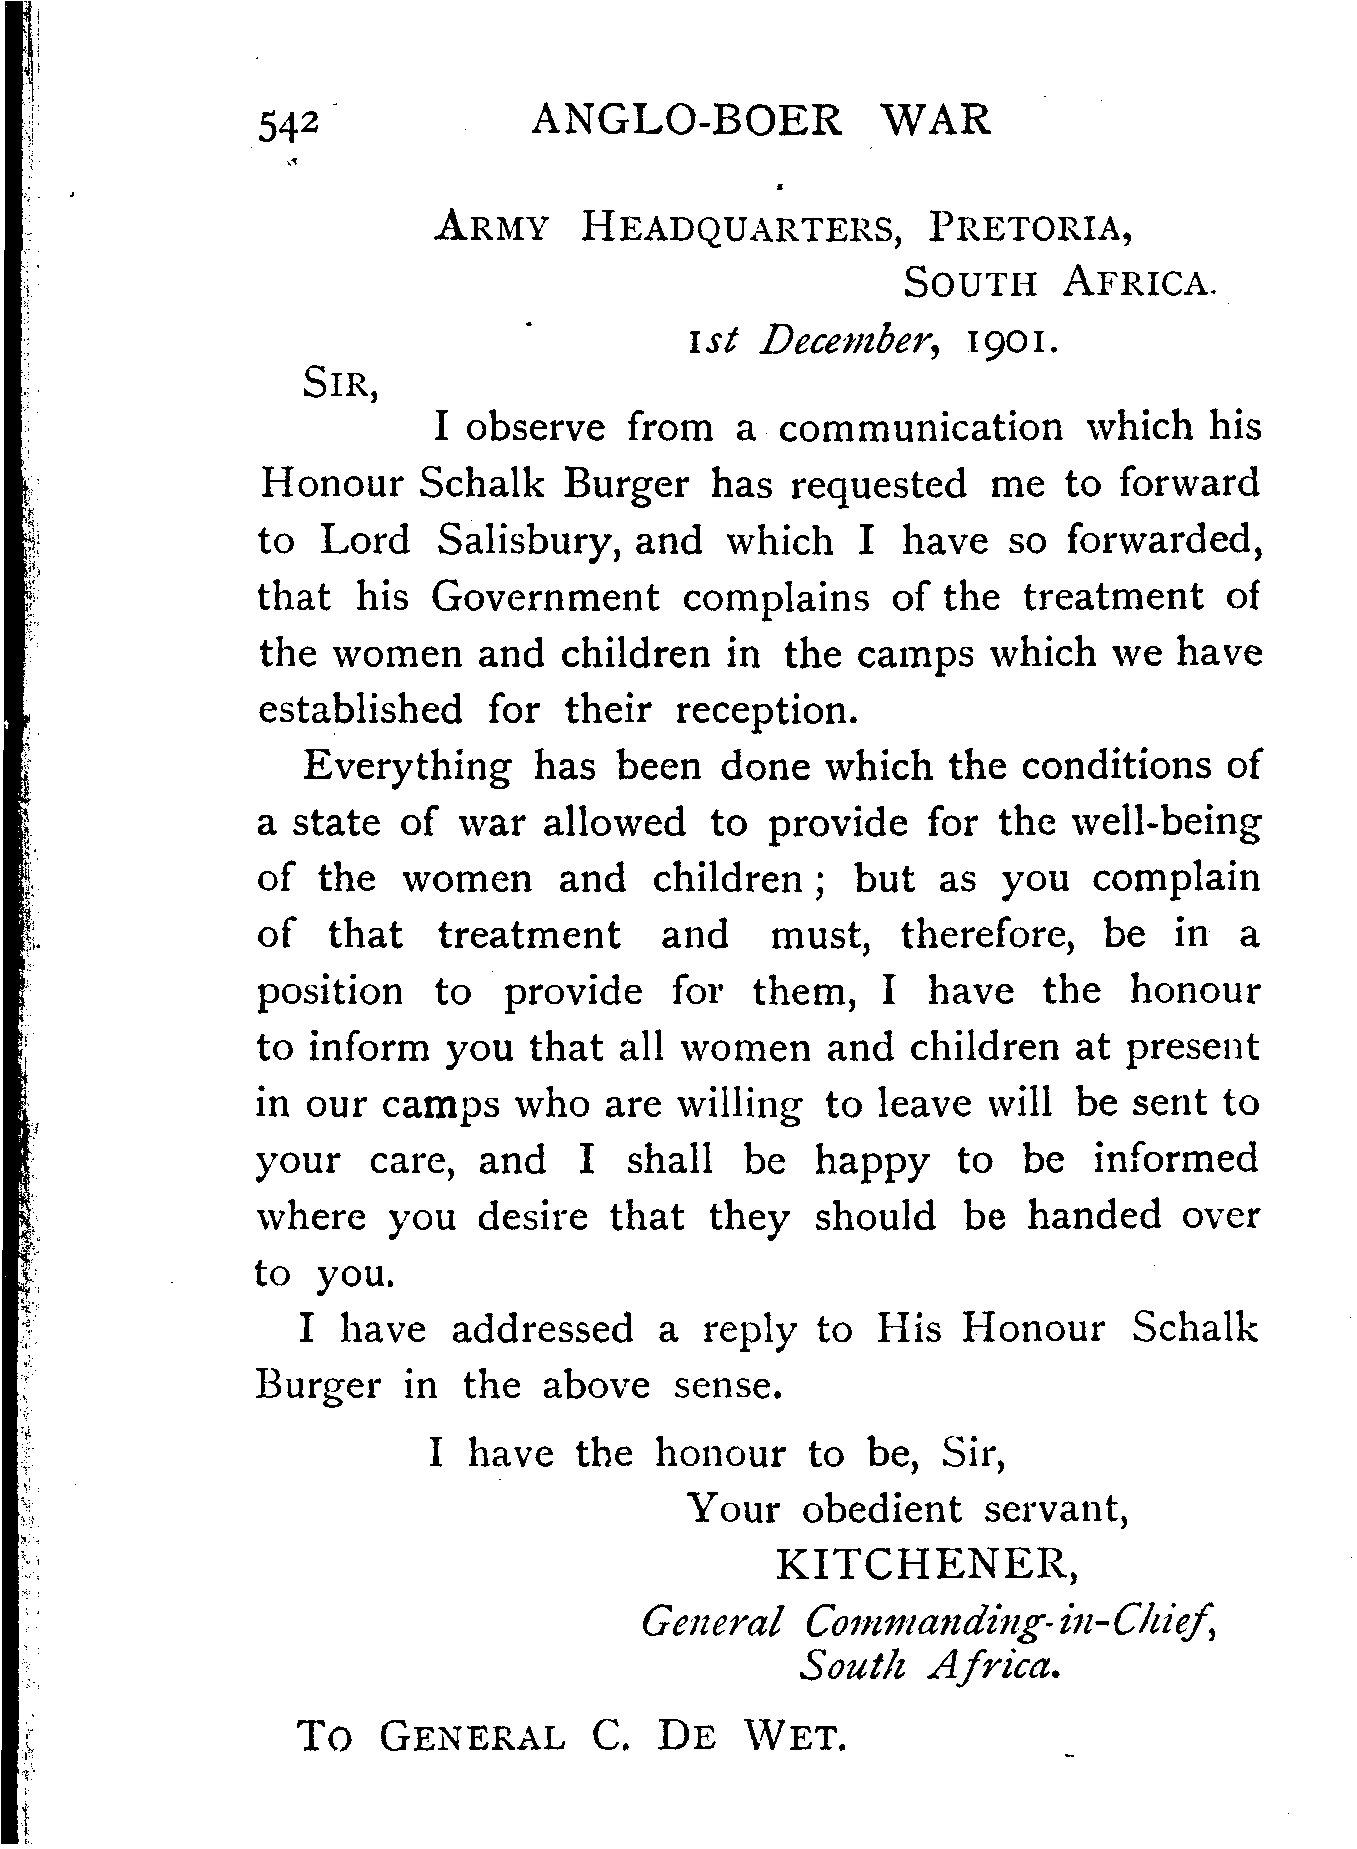 542 ANGLO-BOER WAR
ARMY HEADQUARTERS, PRETORIA,
SOUTH AFRICA.
1st December, 1901.
SIR,
I observe from a communication which his
Honour Schalk Burger has requested me to forward
to Lord Salisbury, and which I have so forwarded,
that his Government complains of the treatment of
the women and children in the camps which we have
established for their reception.
Everything has been done which the conditions of
a state of war allowed to provide for the well-being
of the women and children; but as you complain
of that treatment and must, therefore, be in a
position to provide for them, I have the honour
to inform you that all women and children at present
in our camps who are willing to leave will be sent to
your care, and I shall be happy to be informed
where you desire that they should be handed over
to you.
I have addressed a reply to His Honour Schalk
Burger in the above sense.
I have the honour to be, Sir,
Your obedient servant,
KITCHENER,
General Commanding-in-Chief,
South Africa.
TO GENERAL C. DE WET.